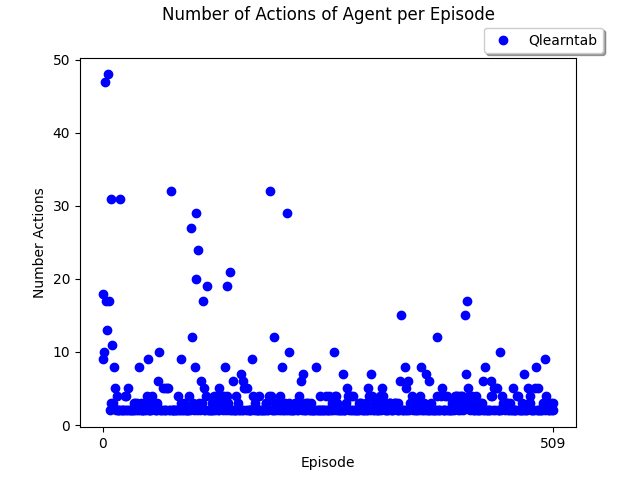 Number of Actions of Agent per Episode
Qlearntab
50
40
30
20
10
0
Number Actions
0 509
Episode